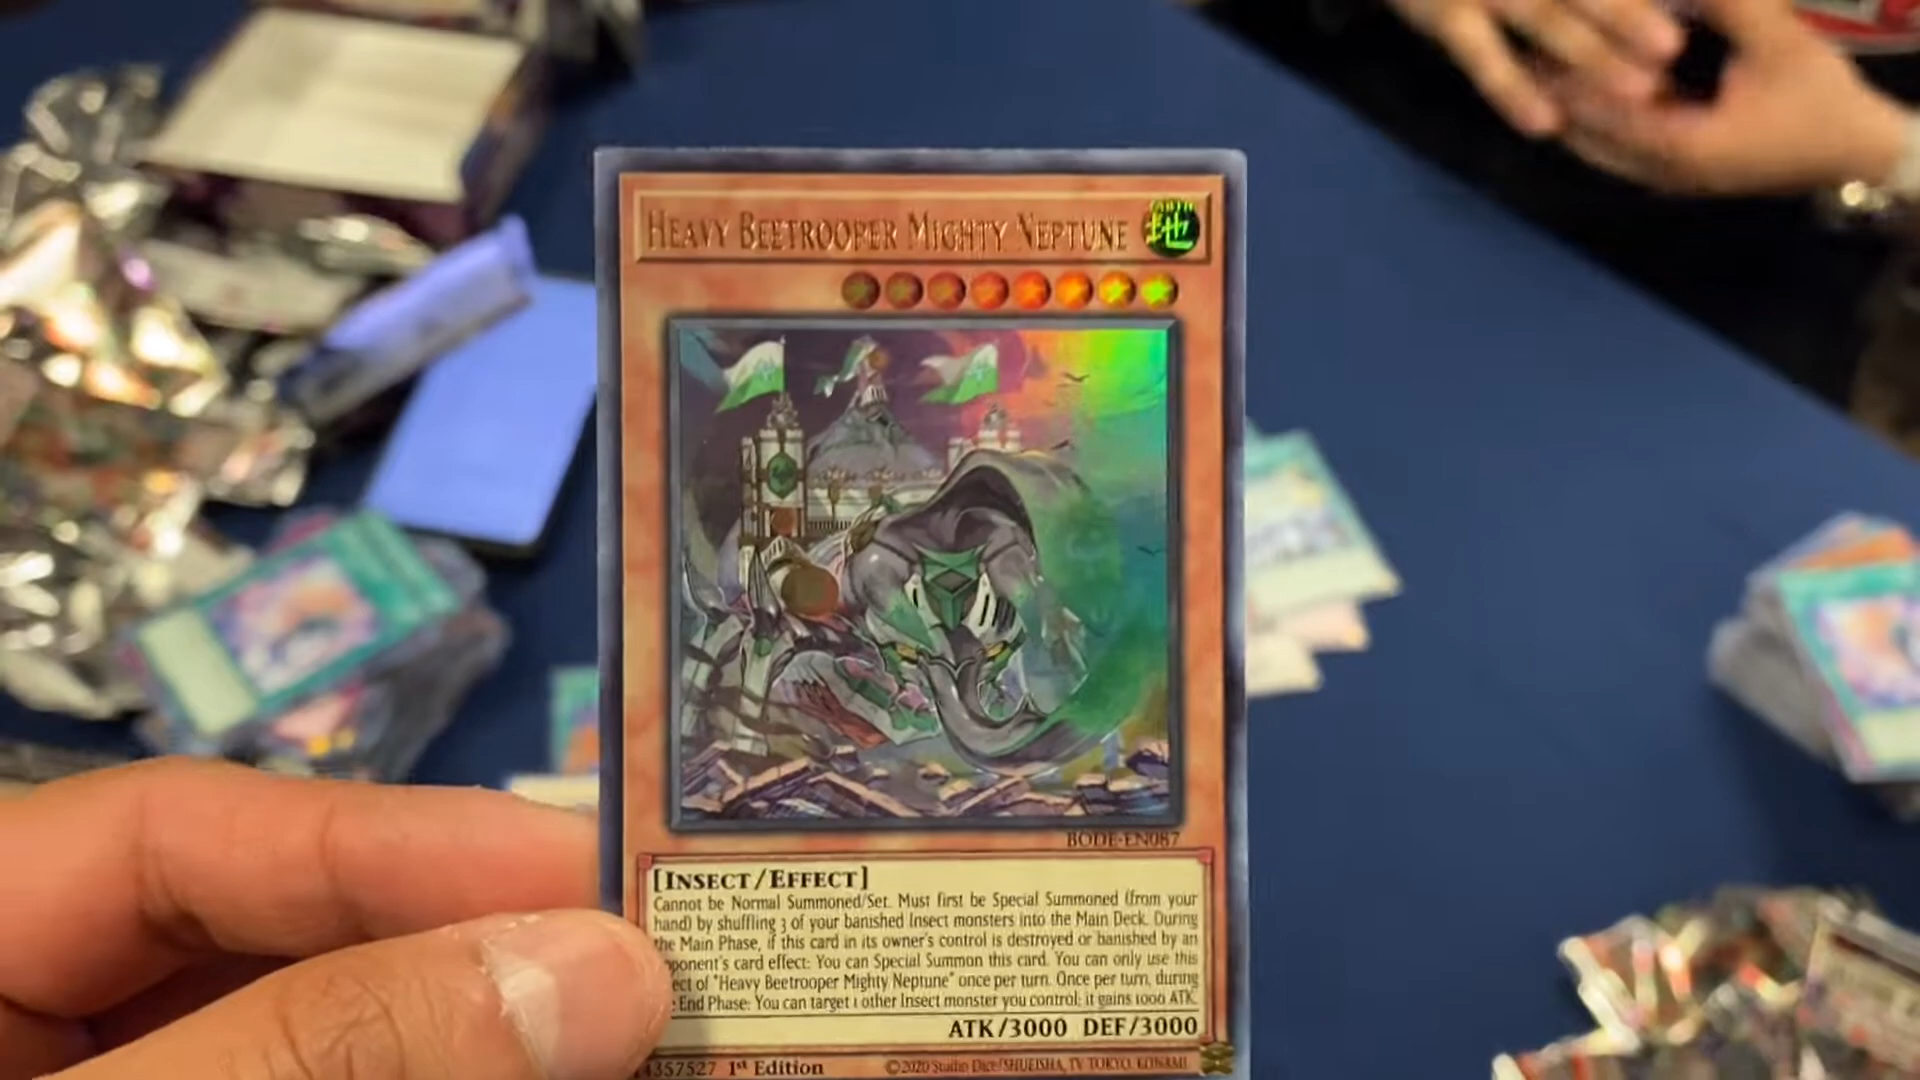 HEAVY BEETROOPER MIGHTY NEPTUNE
EARTH
地
BODE-EN087
[INSECT/EFFECT]
Cannot be Normal Summoned/Set. Must first be Special Summoned (from your
hand) by shuffling 3 of your banished Insect monsters into the Main Deck. During
the Main Phase, if this card in its owner's control is destroyed or banished by an
pponent's card effect: You can Special Summon this card. You can only use this
ect of "Heavy Beetrooper Mighty Neptune" once per turn. Once per turn, during
End Phase: You can target 1 other Insect monster you control; it gains 1000 ATK.
ATK/3000 DEF/3000
4357527 1st Edition ©2020 Studio Dice/SHUEISHA, TV TOKYO, KONAMI